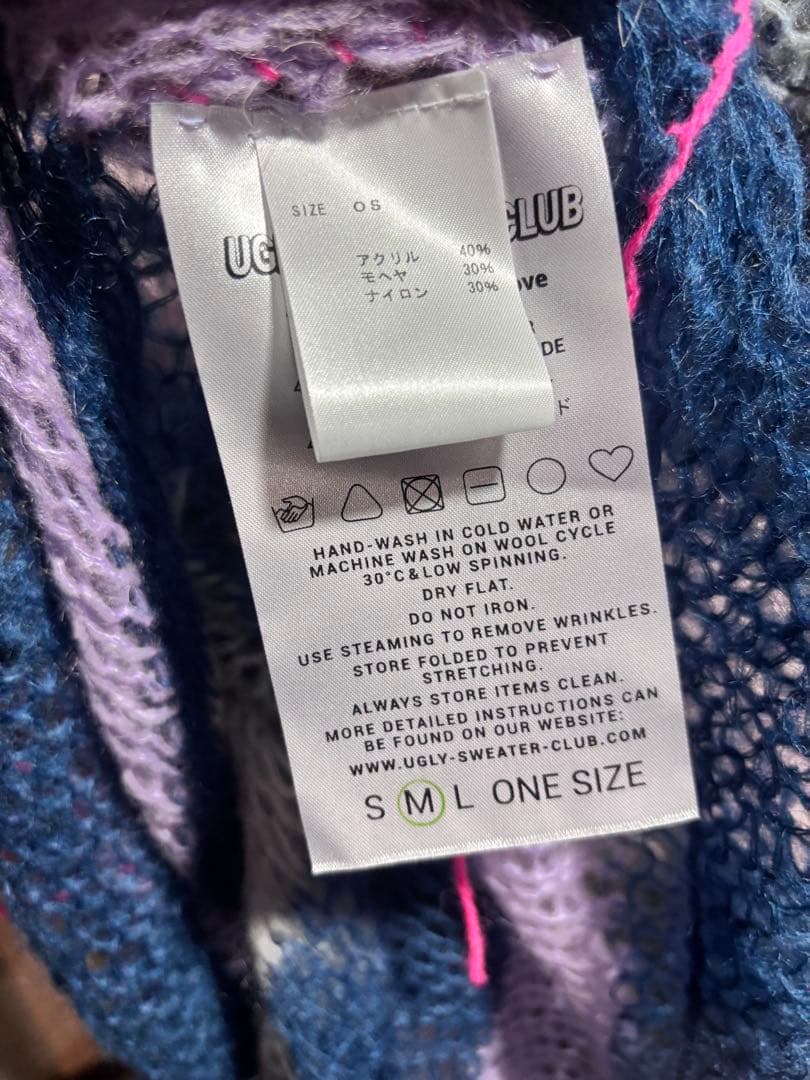 SIZE OS
アクリル 40%
モヘヤ 30%
ナイロン 30%
UG
CLUB
ove
R
DE
ド
HAND-WASH IN COLD WATER OR
MACHINE WASH ON WOOL CYCLE
30°C & LOW SPINNING.
DRY FLAT.
DO NOT IRON.
USE STEAMING TO REMOVE WRINKLES.
STORE FOLDED TO PREVENT
STRETCHING.
ALWAYS STORE ITEMS CLEAN.
MORE DETAILED INSTRUCTIONS CAN
BE FOUND ON OUR WEBSITE:
WWW.UGLY-SWEATER-CLUB.COM
S M L ONE SIZE